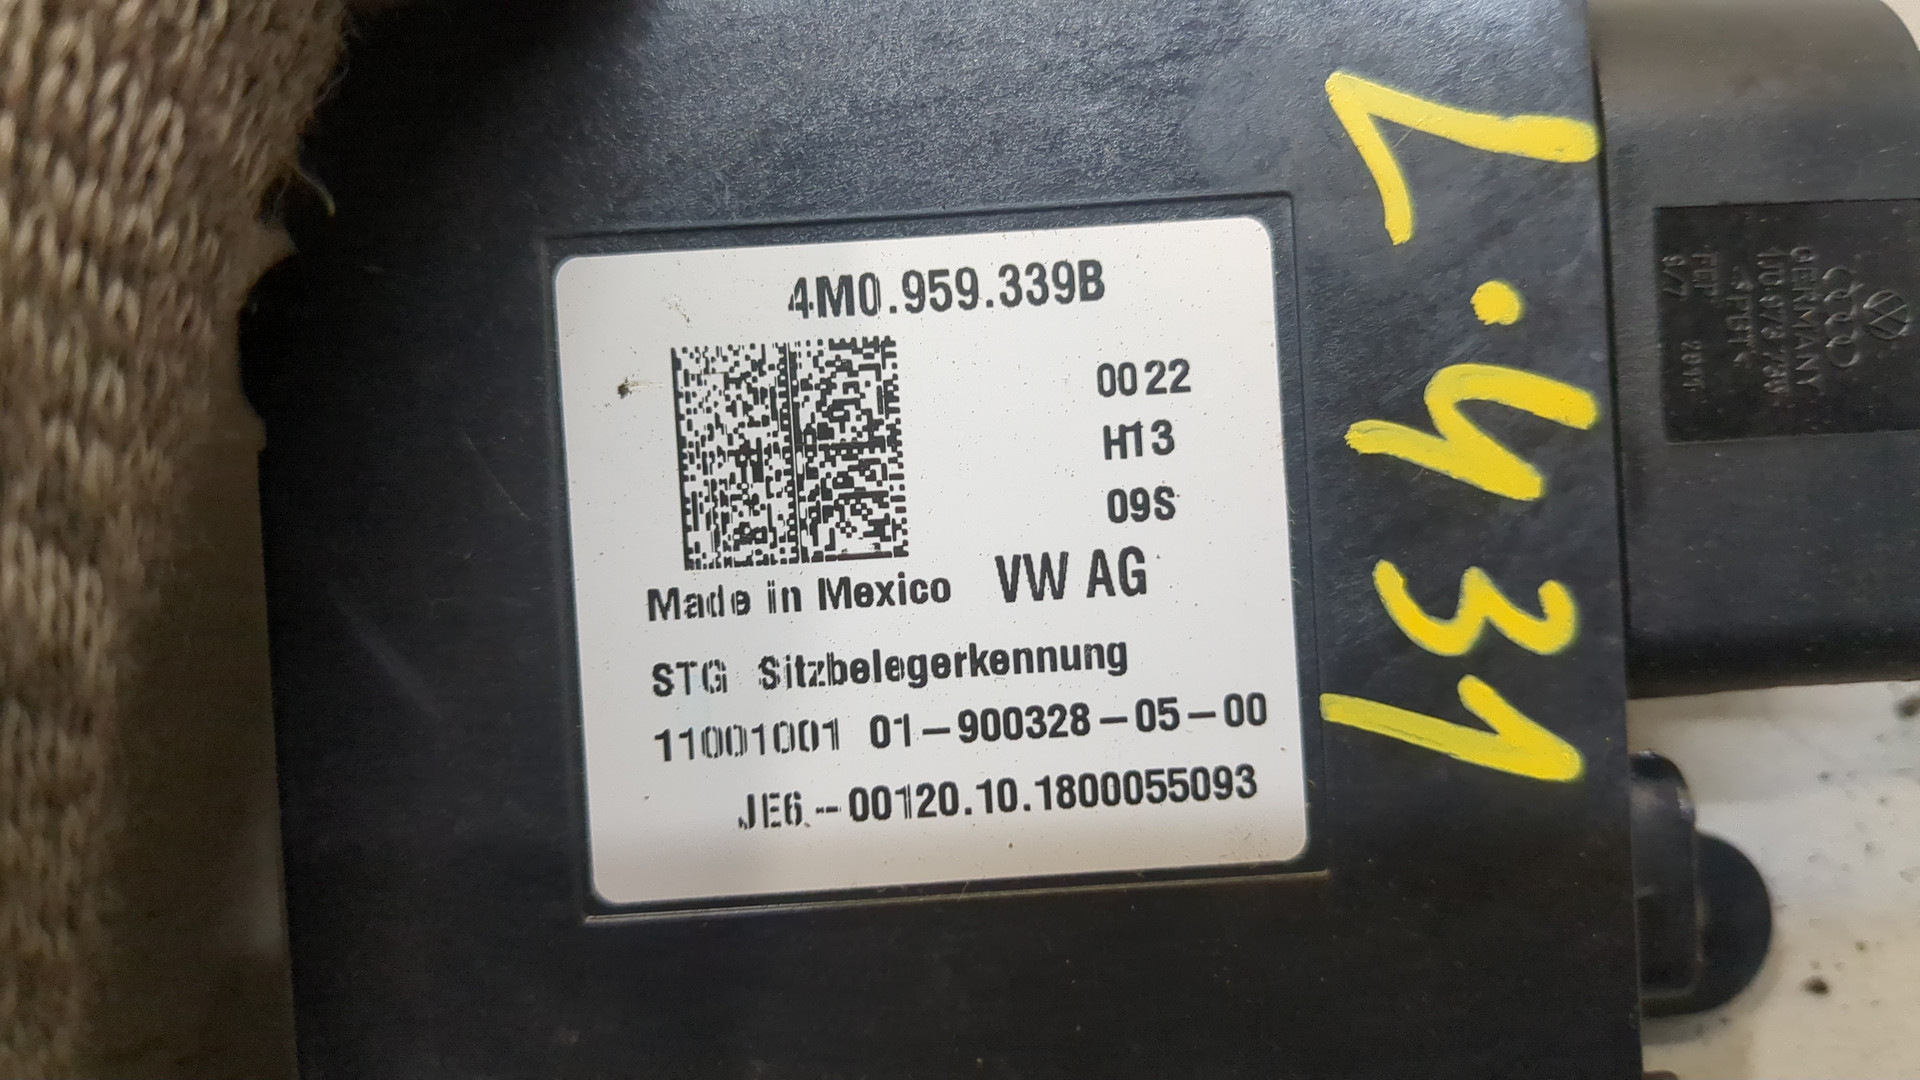 4M0.959.339B
0022
H13
09S
Made in Mexico VW AG
STG Sitzbelegerkennung
11001001 01-900328-05-00
JE6.--00120.10.1800055093
L.431
GERMANY